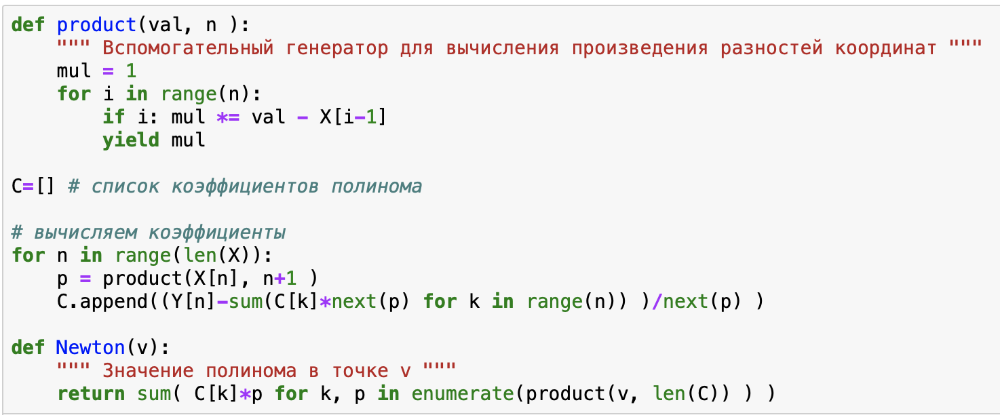 def product(val, n ):
    """ Вспомогательный генератор для вычисления произведения разностей координат """
    mul = 1
    for i in range(n):
        if i: mul *= val - X[i-1]
        yield mul

C=[] # список коэффициентов полинома

# вычисляем коэффициенты
for n in range(len(X)):
    p = product(X[n], n+1 )
    C.append((Y[n]-sum(C[k]*next(p) for k in range(n)) )/next(p) )

def Newton(v):
    """ Значение полинома в точке v """
    return sum( C[k]*p for k, p in enumerate(product(v, len(C)) ) )